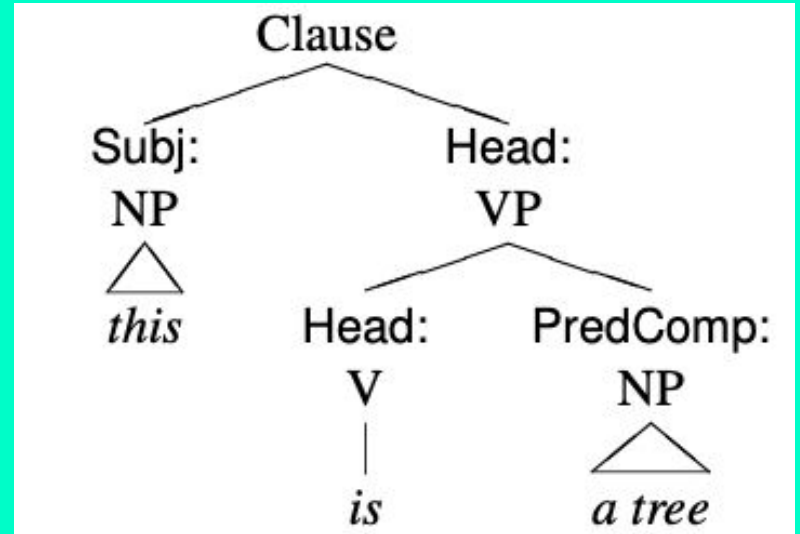 Clause
Subj: Head:
NP VP
this Head: PredComp:
V NP
is a tree